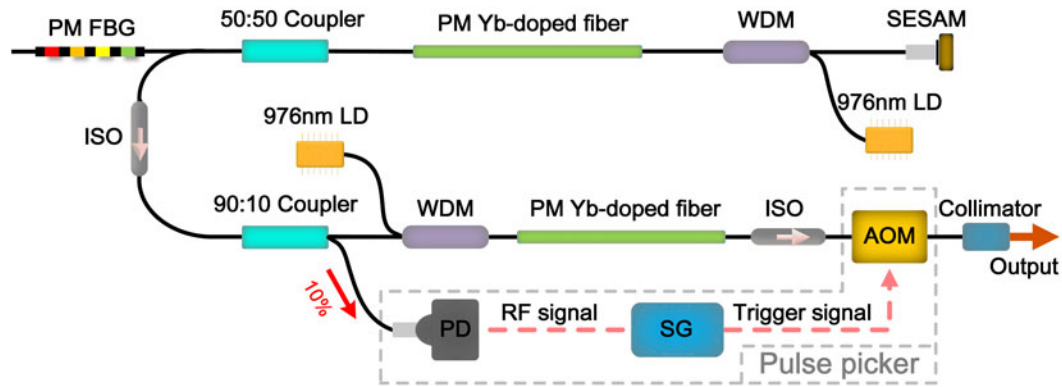 PM FBG
50:50 Coupler
PM Yb-doped fiber
WDM
SESAM
976nm LD
ISO
976nm LD
90:10 Coupler
WDM
PM Yb-doped fiber
ISO
AOM
Collimator
Output
10%
PD
RF signal
SG
Trigger signal
Pulse picker